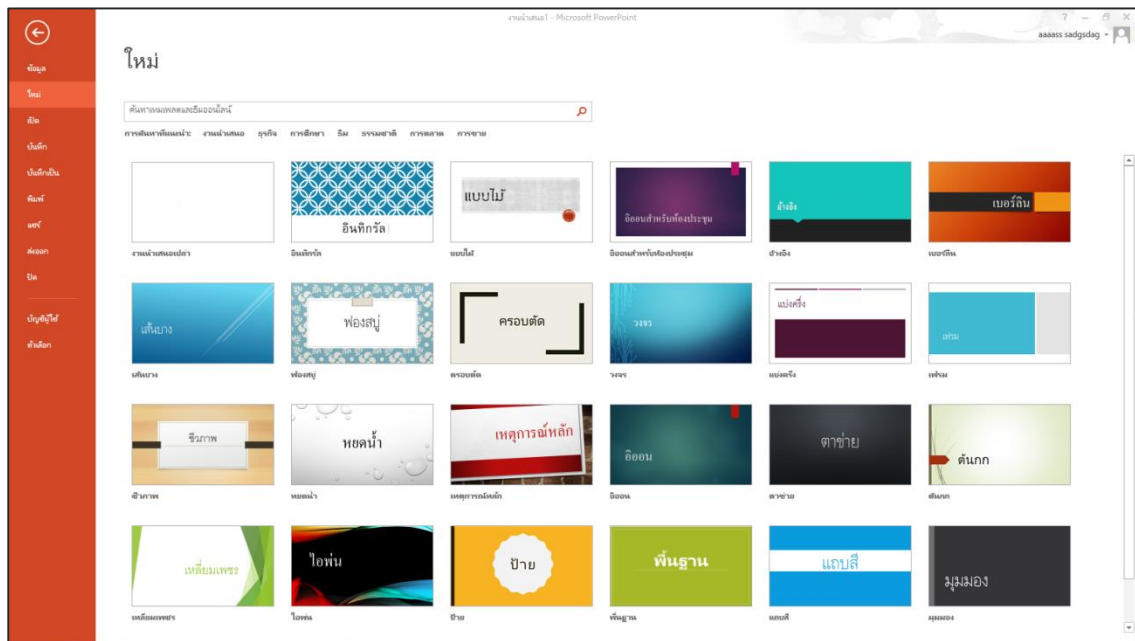 งานนำเสนอ1 - Microsoft PowerPoint
?
aaaass sadgsdag
ข้อมูล
ใหม่
เปิด
บันทึก
บันทึกเป็น
พิมพ์
แชร์
ส่งออก
ปิด
บัญชีผู้ใช้
ตัวเลือก
ใหม่
ค้นหาเทมเพลตและธีมออนไลน์
การค้นหาที่แนะนำ: งานนำเสนอ ธุรกิจ การศึกษา ธีม ธรรมชาติ การตลาด การขาย
อินทิกรัล แบบไม้ อิออนสำหรับห้องประชุม อ้างอิง เบอร์ลิน
งานนำเสนอเปล่า อินทิกรัล แบบไม้ อิออนสำหรับห้องประชุม อ้างอิง เบอร์ลิน
เส้นบาง ฟองสบู่ ครอบตัด วงจร แบ่งครึ่ง เฟรม
เส้นบาง ฟองสบู่ ครอบตัด วงจร แบ่งครึ่ง เฟรม
ชีวภาพ หยดน้ำ เหตุการณ์หลัก อิออน ตาข่าย ต้นกก
ชีวภาพ หยดน้ำ เหตุการณ์หลัก อิออน ตาข่าย ต้นกก
เหลี่ยมเพชร ไอพ่น ป้าย พื้นฐาน แถบสี มุมมอง
เหลี่ยมเพชร ไอพ่น ป้าย พื้นฐาน แถบสี มุมมอง